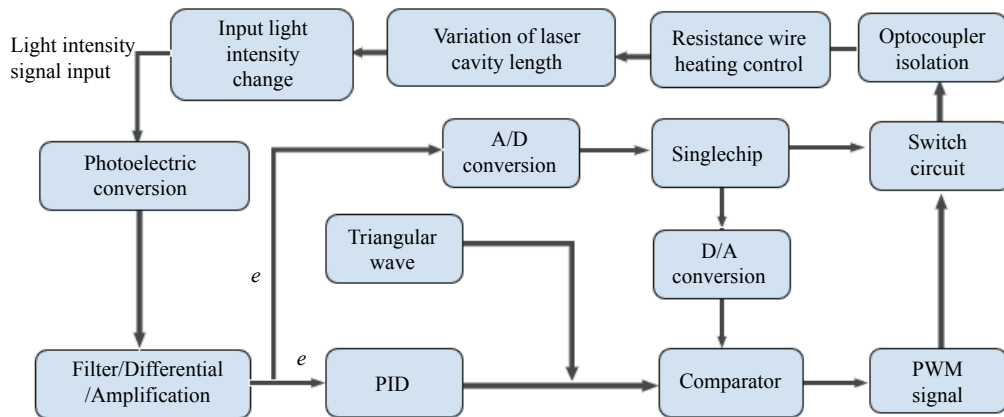 Light intensity
signal input
Input light
intensity
change
Variation of laser
cavity length
Resistance wire
heating control
Optocoupler
isolation
Photoelectric
conversion
A/D
conversion
Singlechip
Switch
circuit
Triangular
wave
D/A
conversion
e
e
Filter/Differential
/Amplification
PID
Comparator
PWM
signal